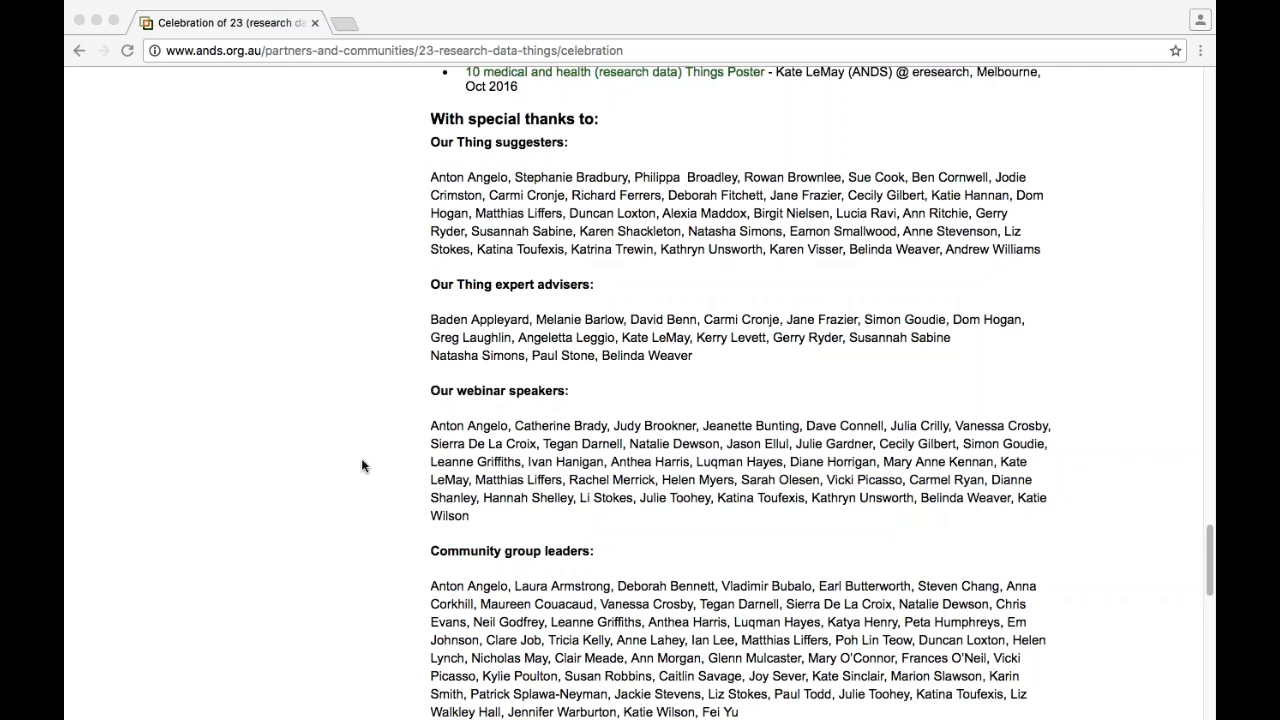 Celebration of 23 (research da
www.ands.org.au/partners-and-communities/23-research-data-things/celebration
10 medical and health (research data) Things Poster - Kate LeMay (ANDS) @ eresearch, Melbourne,
Oct 2016
With special thanks to:
Our Thing suggesters:
Anton Angelo, Stephanie Bradbury, Philippa  Broadley, Rowan Brownlee, Sue Cook, Ben Cornwell, Jodie
Crimston, Carmi Cronje, Richard Ferrers, Deborah Fitchett, Jane Frazier, Cecily Gilbert, Katie Hannan, Dom
Hogan, Matthias Liffers, Duncan Loxton, Alexia Maddox, Birgit Nielsen, Lucia Ravi, Ann Ritchie, Gerry
Ryder, Susannah Sabine, Karen Shackleton, Natasha Simons, Eamon Smallwood, Anne Stevenson, Liz
Stokes, Katina Toufexis, Katrina Trewin, Kathryn Unsworth, Karen Visser, Belinda Weaver, Andrew Williams
Our Thing expert advisers:
Baden Appleyard, Melanie Barlow, David Benn, Carmi Cronje, Jane Frazier, Simon Goudie, Dom Hogan,
Greg Laughlin, Angeletta Leggio, Kate LeMay, Kerry Levett, Gerry Ryder, Susannah Sabine
Natasha Simons, Paul Stone, Belinda Weaver
Our webinar speakers:
Anton Angelo, Catherine Brady, Judy Brookner, Jeanette Bunting, Dave Connell, Julia Crilly, Vanessa Crosby,
Sierra De La Croix, Tegan Darnell, Natalie Dewson, Jason Ellul, Julie Gardner, Cecily Gilbert, Simon Goudie,
Leanne Griffiths, Ivan Hanigan, Anthea Harris, Luqman Hayes, Diane Horrigan, Mary Anne Kennan, Kate
LeMay, Matthias Liffers, Rachel Merrick, Helen Myers, Sarah Olesen, Vicki Picasso, Carmel Ryan, Dianne
Shanley, Hannah Shelley, Li Stokes, Julie Toohey, Katina Toufexis, Kathryn Unsworth, Belinda Weaver, Katie
Wilson
Community group leaders:
Anton Angelo, Laura Armstrong, Deborah Bennett, Vladimir Bubalo, Earl Butterworth, Steven Chang, Anna
Corkhill, Maureen Couacaud, Vanessa Crosby, Tegan Darnell, Sierra De La Croix, Natalie Dewson, Chris
Evans, Neil Godfrey, Leanne Griffiths, Anthea Harris, Luqman Hayes, Katya Henry, Peta Humphreys, Em
Johnson, Clare Job, Tricia Kelly, Anne Lahey, Ian Lee, Matthias Liffers, Poh Lin Teow, Duncan Loxton, Helen
Lynch, Nicholas May, Clair Meade, Ann Morgan, Glenn Mulcaster, Mary O'Connor, Frances O'Neil, Vicki
Picasso, Kylie Poulton, Susan Robbins, Caitlin Savage, Joy Sever, Kate Sinclair, Marion Slawson, Karin
Smith, Patrick Splawa-Neyman, Jackie Stevens, Liz Stokes, Paul Todd, Julie Toohey, Katina Toufexis, Liz
Walkley Hall, Jennifer Warburton, Katie Wilson, Fei Yu